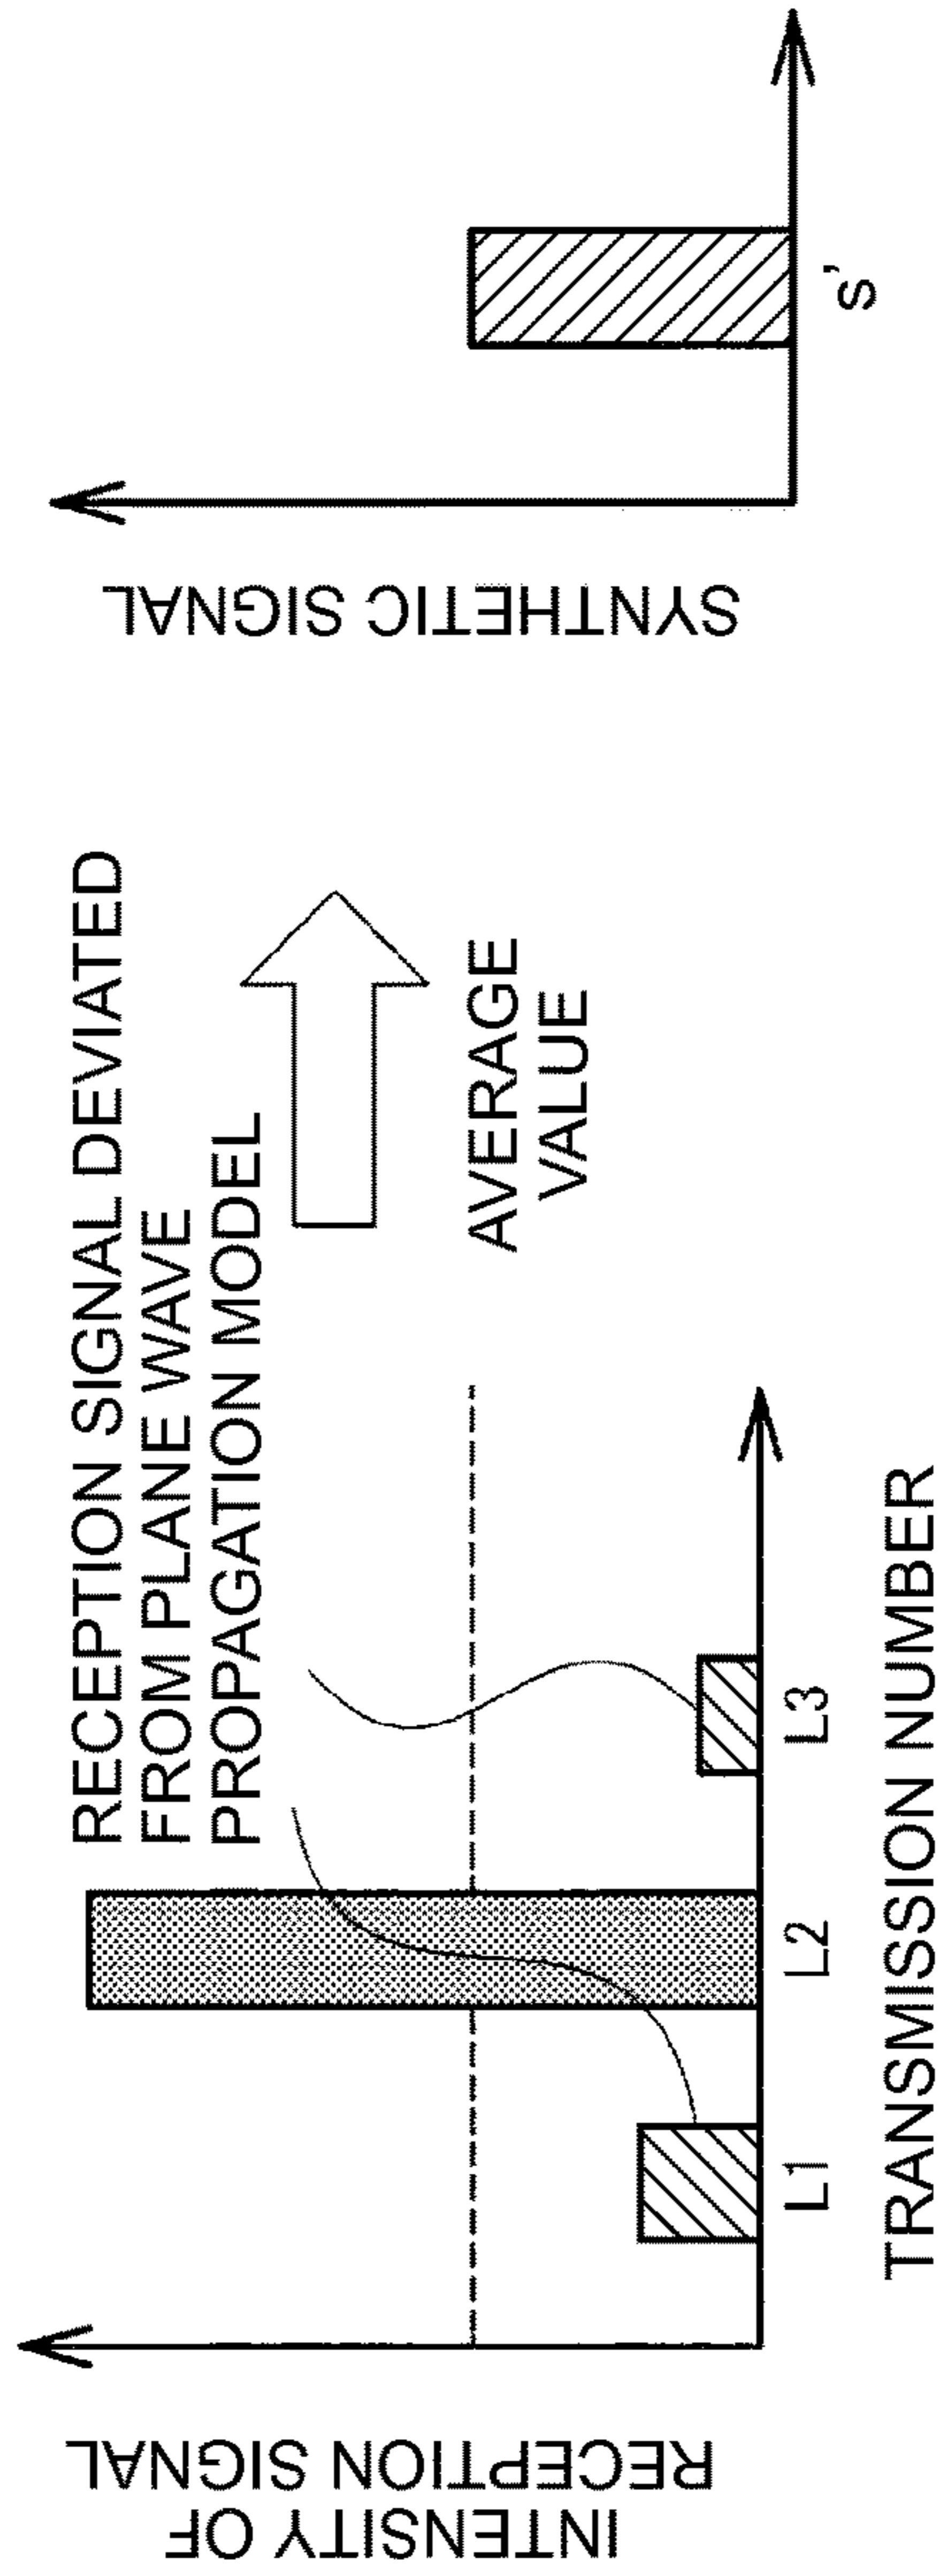 INTENSITY OF
RECEPTION SIGNAL
RECEPTION SIGNAL DEVIATED
FROM PLANE WAVE
PROPAGATION MODEL
L1
L2
L3
TRANSMISSION NUMBER
AVERAGE
VALUE
SYNTHETIC SIGNAL
s'